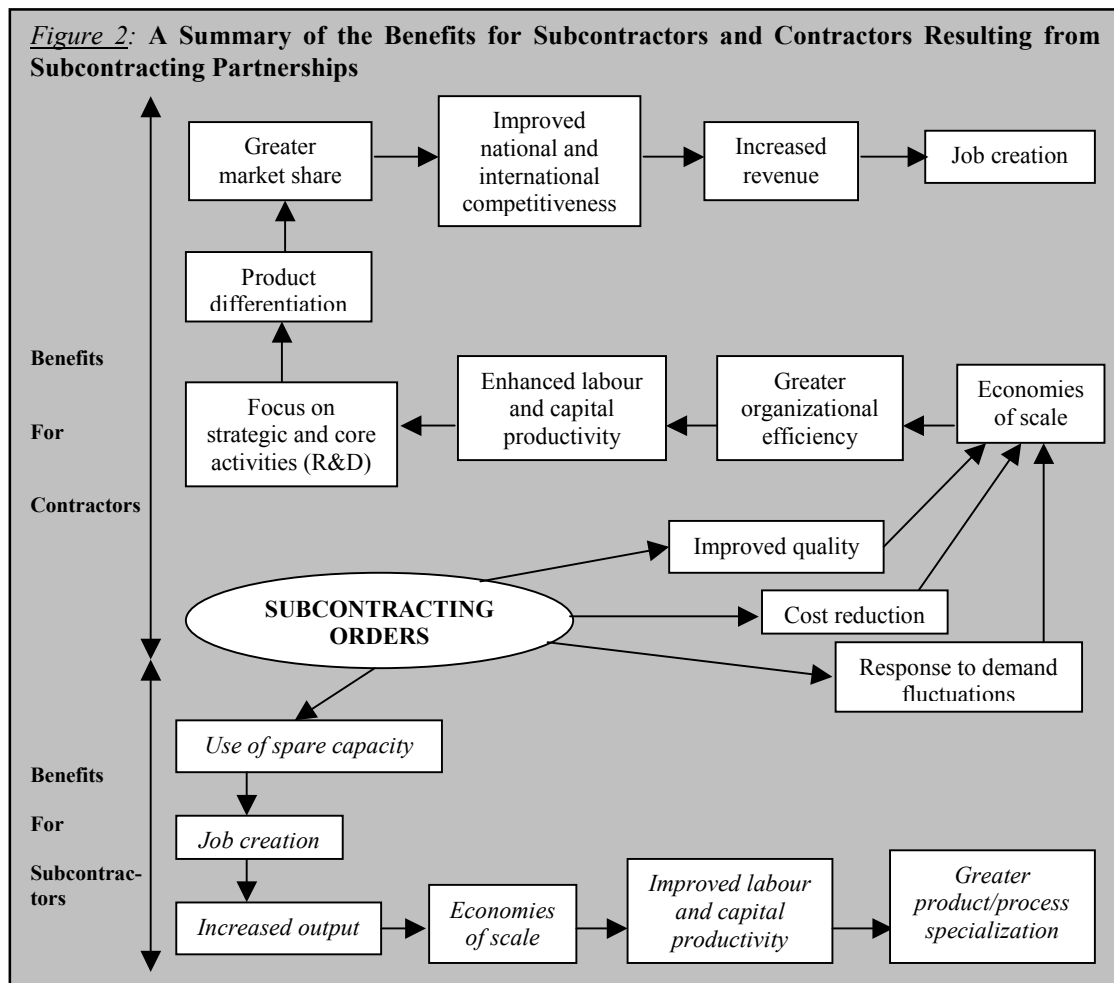 Figure 2: A Summary of the Benefits for Subcontractors and Contractors Resulting from
Subcontracting Partnerships
Greater
market share
Improved
national and
international
competitiveness
Increased
revenue
Job creation
Product
differentiation
Benefits
For
Contractors
Focus on
strategic and core
activities (R&D)
Enhanced labour
and capital
productivity
Greater
organizational
efficiency
Economies
of scale
Improved quality
SUBCONTRACTING
ORDERS
Cost reduction
Response to demand
fluctuations
Use of spare capacity
Benefits
For
Subcontrac-
tors
Job creation
Increased output
Economies
of scale
Improved labour
and capital
productivity
Greater
product/process
specialization